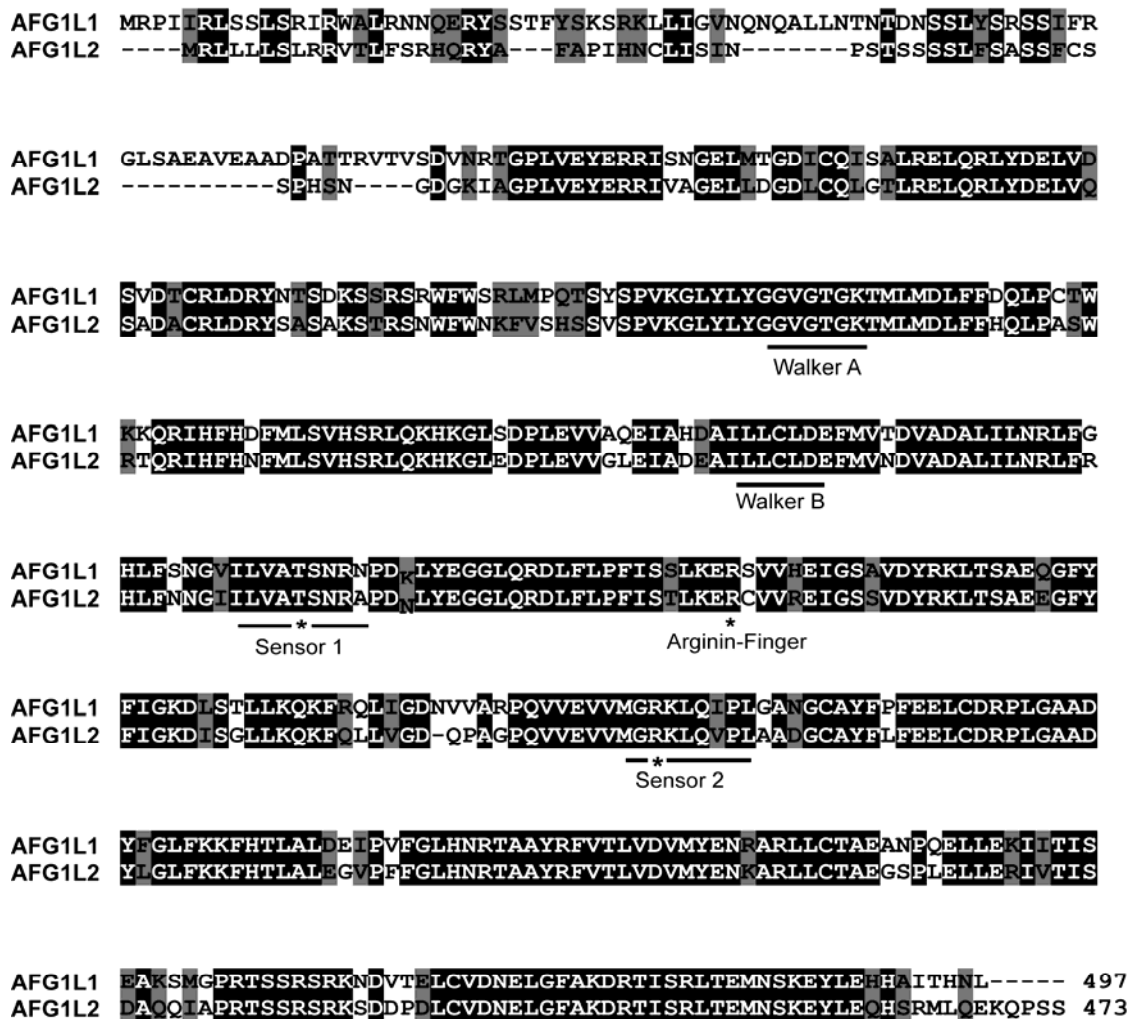 AFG1L1 MRPIIRLSSLSRIRWALRNNQERYSSTFYSKSRKLLIGVNQNQALLNTNTDNSSLYSRSSIFR
AFG1L2 ----MRLLLLSLRRVTLFSRHQRYA---FAPIHNCLISIN-------PSTSSSSLFSASSFCS
AFG1L1 GLSAEAVEAADPATTRVTVSDVNRTGPLVEYERRISNGELMTGDICQISALRELQRLYDELVD
AFG1L2 ----------SPHSN----GDGKIAGPLVEYERRIVAGELLDGDLCQLGTLRELQRLYDELVQ
AFG1L1 SVDTCRLDRYNTSDKSSRSRWFWSRLMPQTSYSPVKGLYLYGGVGTGKTMLMDLFFDQLPCTW
AFG1L2 SADACRLDRYSASAKSTRSNWFWNKFVSHSSVSPVKGLYLYGGVGTGKTMLMDLFFHQLPASW
Walker A
AFG1L1 KKQRIHFHDFMLSVHSRLQKHKGLSDPLEVVAQEIAHDAILLCLDEFMVTDVADALILNRLFG
AFG1L2 RTQRIHFHNFMLSVHSRLQKHKGLEDPLEVVGLEIADEAILLCLDEFMVNDVADALILNRLFR
Walker B
AFG1L1 HLFSNGVILVATSNRNPDKLYEGGLQRDLFLPFISSLKERSVVHEIGSAVDYRKLTSAEQGFY
AFG1L2 HLFNNGIILVATSNRAPDNLYEGGLQRDLFLPFISTLKERCVVREIGSSVDYRKLTSAEEGFY
* *
Sensor 1 Arginin-Finger
AFG1L1 FIGKDLSTLLKQKFRQLIGDNVVARPQVVEVVMGRKLQIPLGANGCAYFPFEELCDRPLGAAD
AFG1L2 FIGKDISGLLKQKFQLLVGD-QPAGPQVVEVVMGRKLQVPLAADGCAYFLFEELCDRPLGAAD
*
Sensor 2
AFG1L1 YFGLFKKFHTLALDEIPVFGLHNRTAAYRFVTLVDVMYENRARLLCTAEANPQELLEKIITIS
AFG1L2 YLGLFKKFHTLALEGVPFFGLHNRTAAYRFVTLVDVMYENKARLLCTAEGSPLELLERIVTIS
AFG1L1 EAKSMGPRTSSRSRKNDVTELCVDNELGFAKDRTISRLTEMNSKEYLEHHAITHNL----- 497
AFG1L2 DAQQIAPRTSSRSRKSDDPDLCVDNELGFAKDRTISRLTEMNSKEYLEQHSRMLQEKQPSS 473